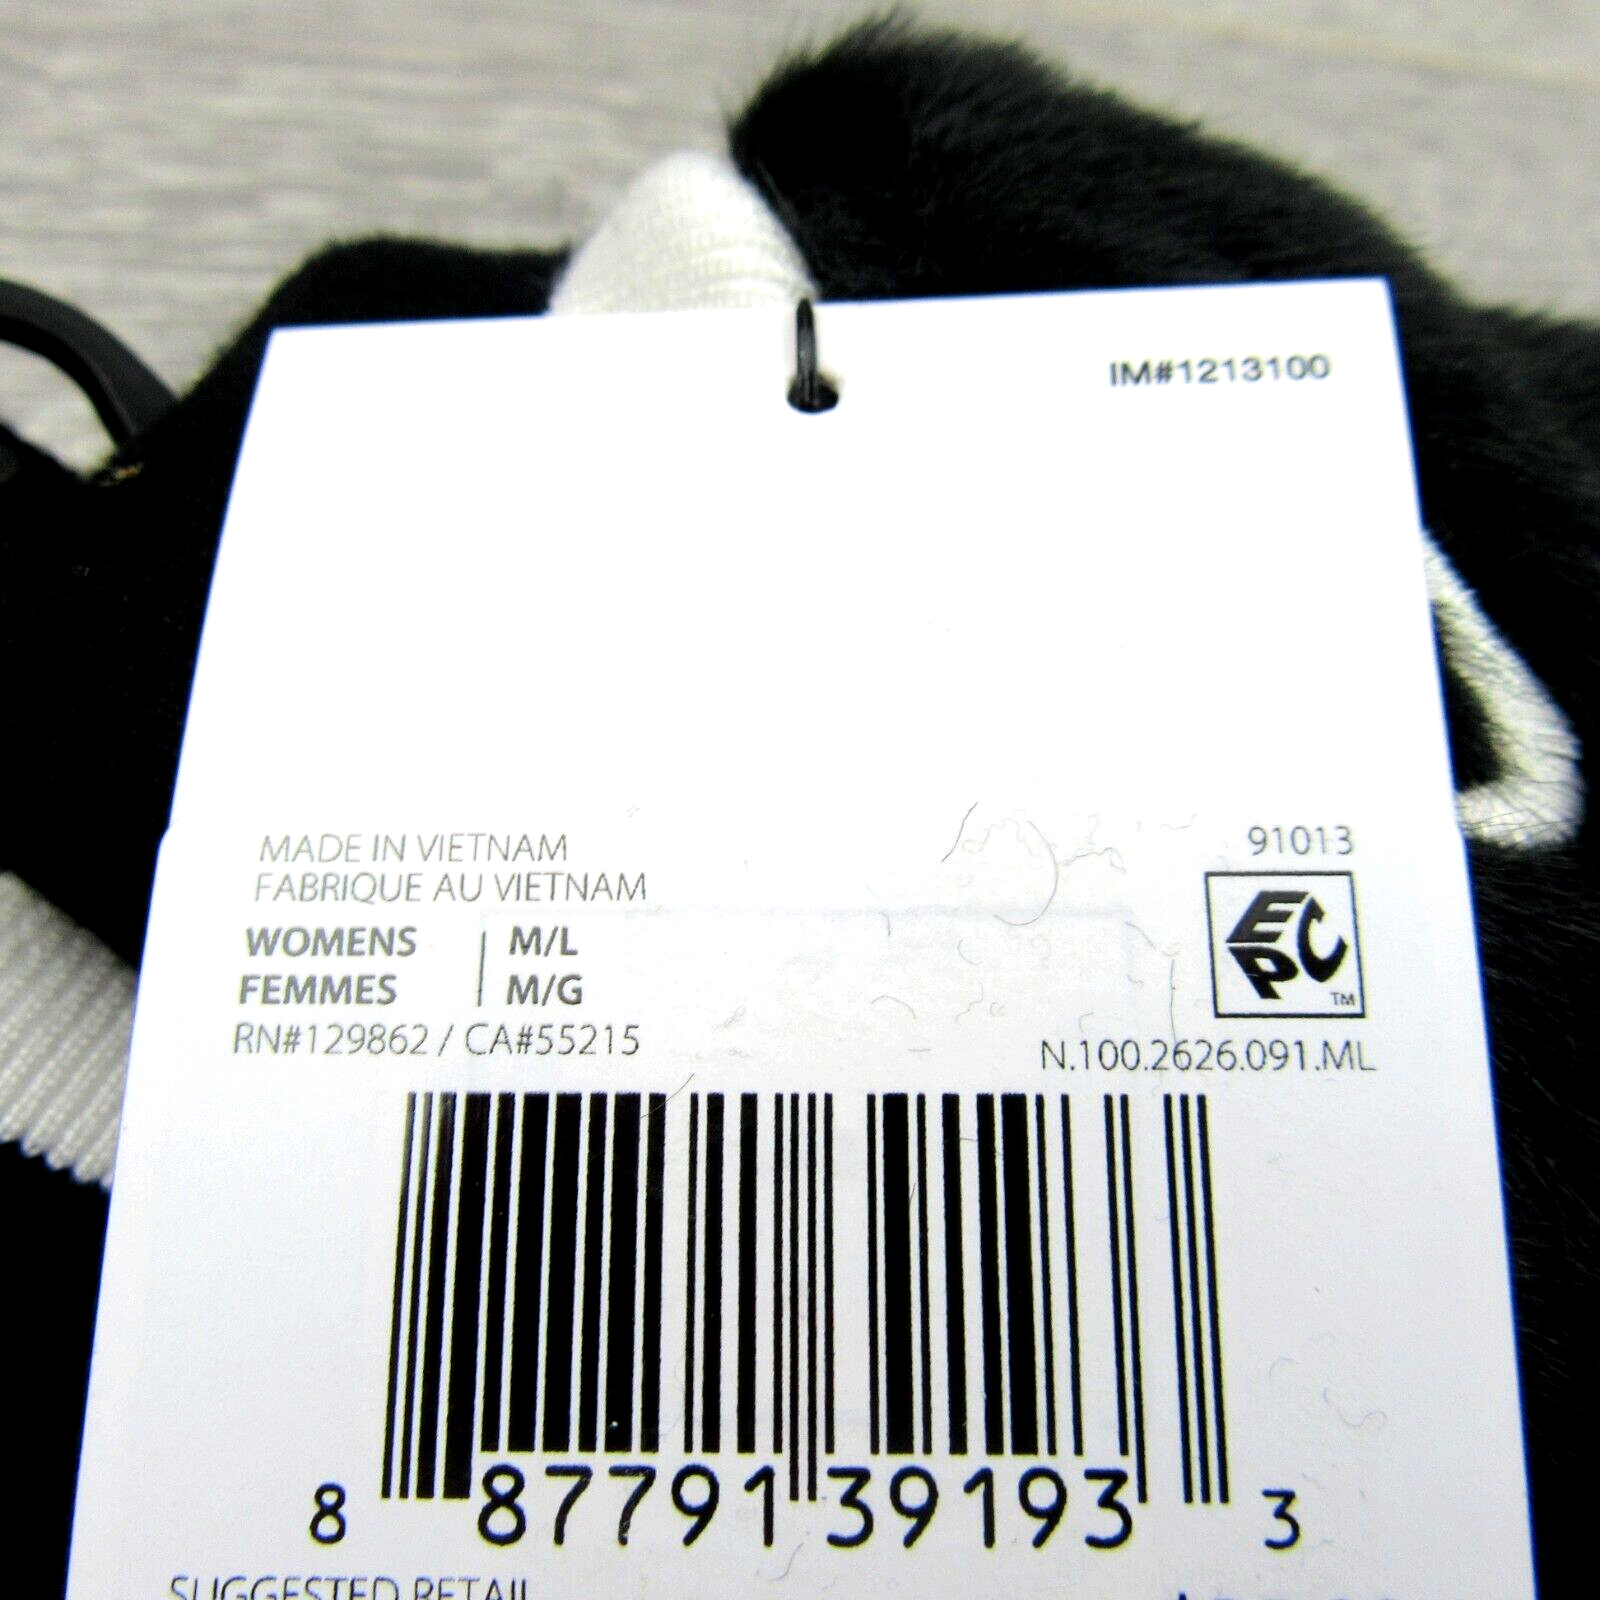 IM#1213100
MADE IN VIETNAM
FABRIQUE AU VIETNAM
WOMENS M/L
FEMMES M/G
RN#129862 / CA#55215
91013
EPC TM
N.100.2626.091.ML
8 87791 39193 3
SUGGESTED RETAIL